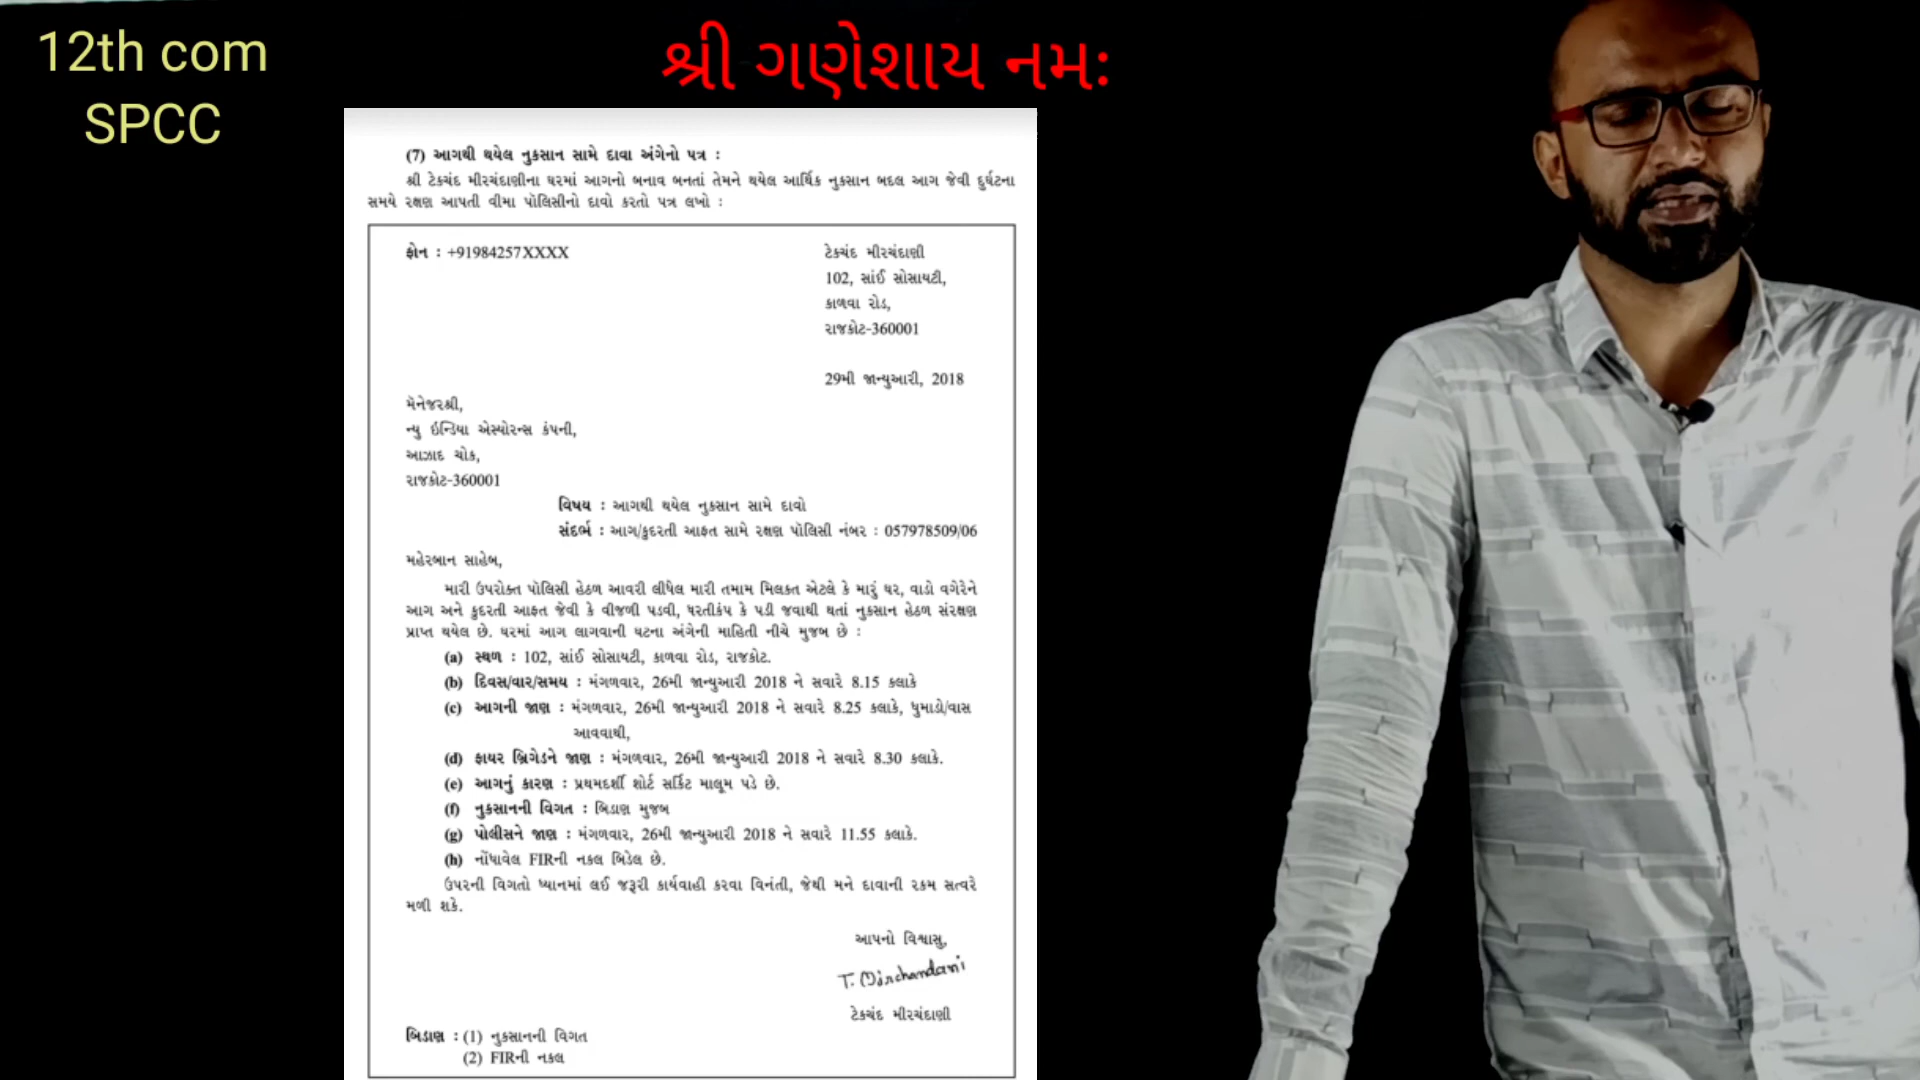 12th com
SPCC
શ્રી ગણેશાય નમઃ
(7) આગથી થયેલ નુકસાન સામે દાવા અંગેનો પત્ર :
શ્રી ટેકચંદ મીરચંદાણીના ઘરમાં આગનો બનાવ બનતાં તેમને થયેલ આર્થિક નુકસાન બદલ આગ જેવી દુર્ઘટના
સમયે રક્ષણ આપતી વીમા પૉલિસીનો દાવો કરતો પત્ર લખો :
ફોન : +91984257XXXX
ટેકચંદ મીરચંદાણી
102, સાંઈ સોસાયટી,
કાળવા રોડ,
રાજકોટ-360001
29મી જાન્યુઆરી, 2018
મૅનેજરશ્રી,
ન્યુ ઇન્ડિયા એસ્યોરન્સ કંપની,
આઝાદ ચોક,
રાજકોટ-360001
વિષય : આગથી થયેલ નુકસાન સામે દાવો
સંદર્ભ : આગ/કુદરતી આફત સામે રક્ષણ પૉલિસી નંબર : 057978509/06
મહેરબાન સાહેબ,
મારી ઉપરોક્ત પૉલિસી હેઠળ આવરી લીધેલ મારી તમામ મિલકત એટલે કે મારું ઘર, વાડો વગેરેને
આગ અને કુદરતી આફત જેવી કે વીજળી પડવી, ધરતીકંપ કે પડી જવાથી થતાં નુકસાન હેઠળ સંરક્ષણ
પ્રાપ્ત થયેલ છે. ઘરમાં આગ લાગવાની ઘટના અંગેની માહિતી નીચે મુજબ છે :
(a) સ્થળ : 102, સાંઈ સોસાયટી, કાળવા રોડ, રાજકોટ.
(b) દિવસ/વાર/સમય : મંગળવાર, 26મી જાન્યુઆરી 2018 ને સવારે 8.15 કલાકે
(c) આગની જાણ : મંગળવાર, 26મી જાન્યુઆરી 2018 ને સવારે 8.25 કલાકે, ધુમાડો/વાસ
આવવાથી,
(d) ફાયર બ્રિગેડને જાણ : મંગળવાર, 26મી જાન્યુઆરી 2018 ને સવારે 8.30 કલાકે.
(e) આગનું કારણ : પ્રથમદર્શી શોર્ટ સર્કિટ માલૂમ પડે છે.
(f) નુકસાનની વિગત : બિડાણ મુજબ
(g) પોલીસને જાણ : મંગળવાર, 26મી જાન્યુઆરી 2018 ને સવારે 11.55 કલાકે.
(h) નોંધાવેલ FIRની નકલ બિડેલ છે.
ઉપરની વિગતો ધ્યાનમાં લઈ જરૂરી કાર્યવાહી કરવા વિનંતી, જેથી મને દાવાની રકમ સત્વરે
મળી શકે.
આપનો વિશ્વાસુ,
T. Mirchandani
ટેકચંદ મીરચંદાણી
બિડાણ : (1) નુકસાનની વિગત
(2) FIRની નકલ